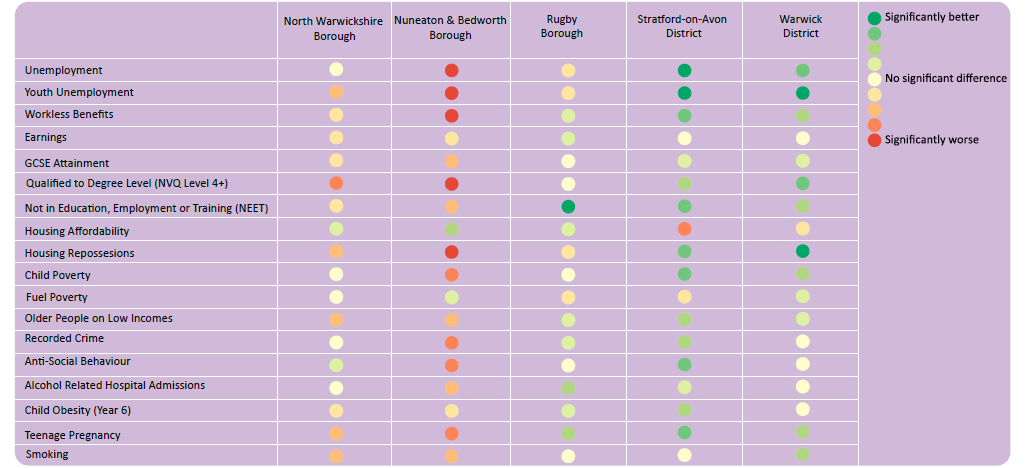 North Warwickshire
Borough
Nuneaton & Bedworth
Borough
Rugby
Borough
Stratford-on-Avon
District
Warwick
District
Significantly better
No significant difference
Significantly worse
Unemployment
Youth Unemployment
Workless Benefits
Earnings
GCSE Attainment
Qualified to Degree Level (NVQ Level 4+)
Not in Education, Employment or Training (NEET)
Housing Affordability
Housing Repossesions
Child Poverty
Fuel Poverty
Older People on Low Incomes
Recorded Crime
Anti-Social Behaviour
Alcohol Related Hospital Admissions
Child Obesity (Year 6)
Teenage Pregnancy
Smoking